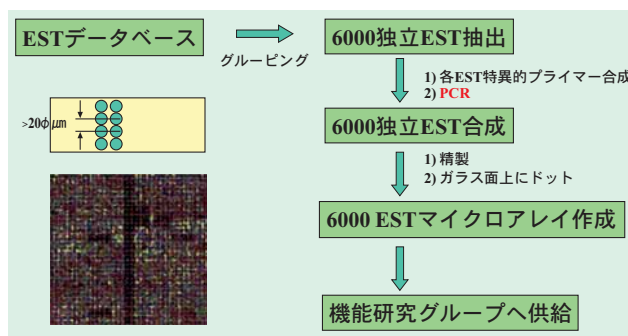 ESTデータベース
グルーピング
6000独立EST抽出
1) 各EST特異的プライマー合成
2) PCR
6000独立EST合成
1) 精製
2) ガラス面上にドット
6000 ESTマイクロアレイ作成
機能研究グループへ供給
>20φμm